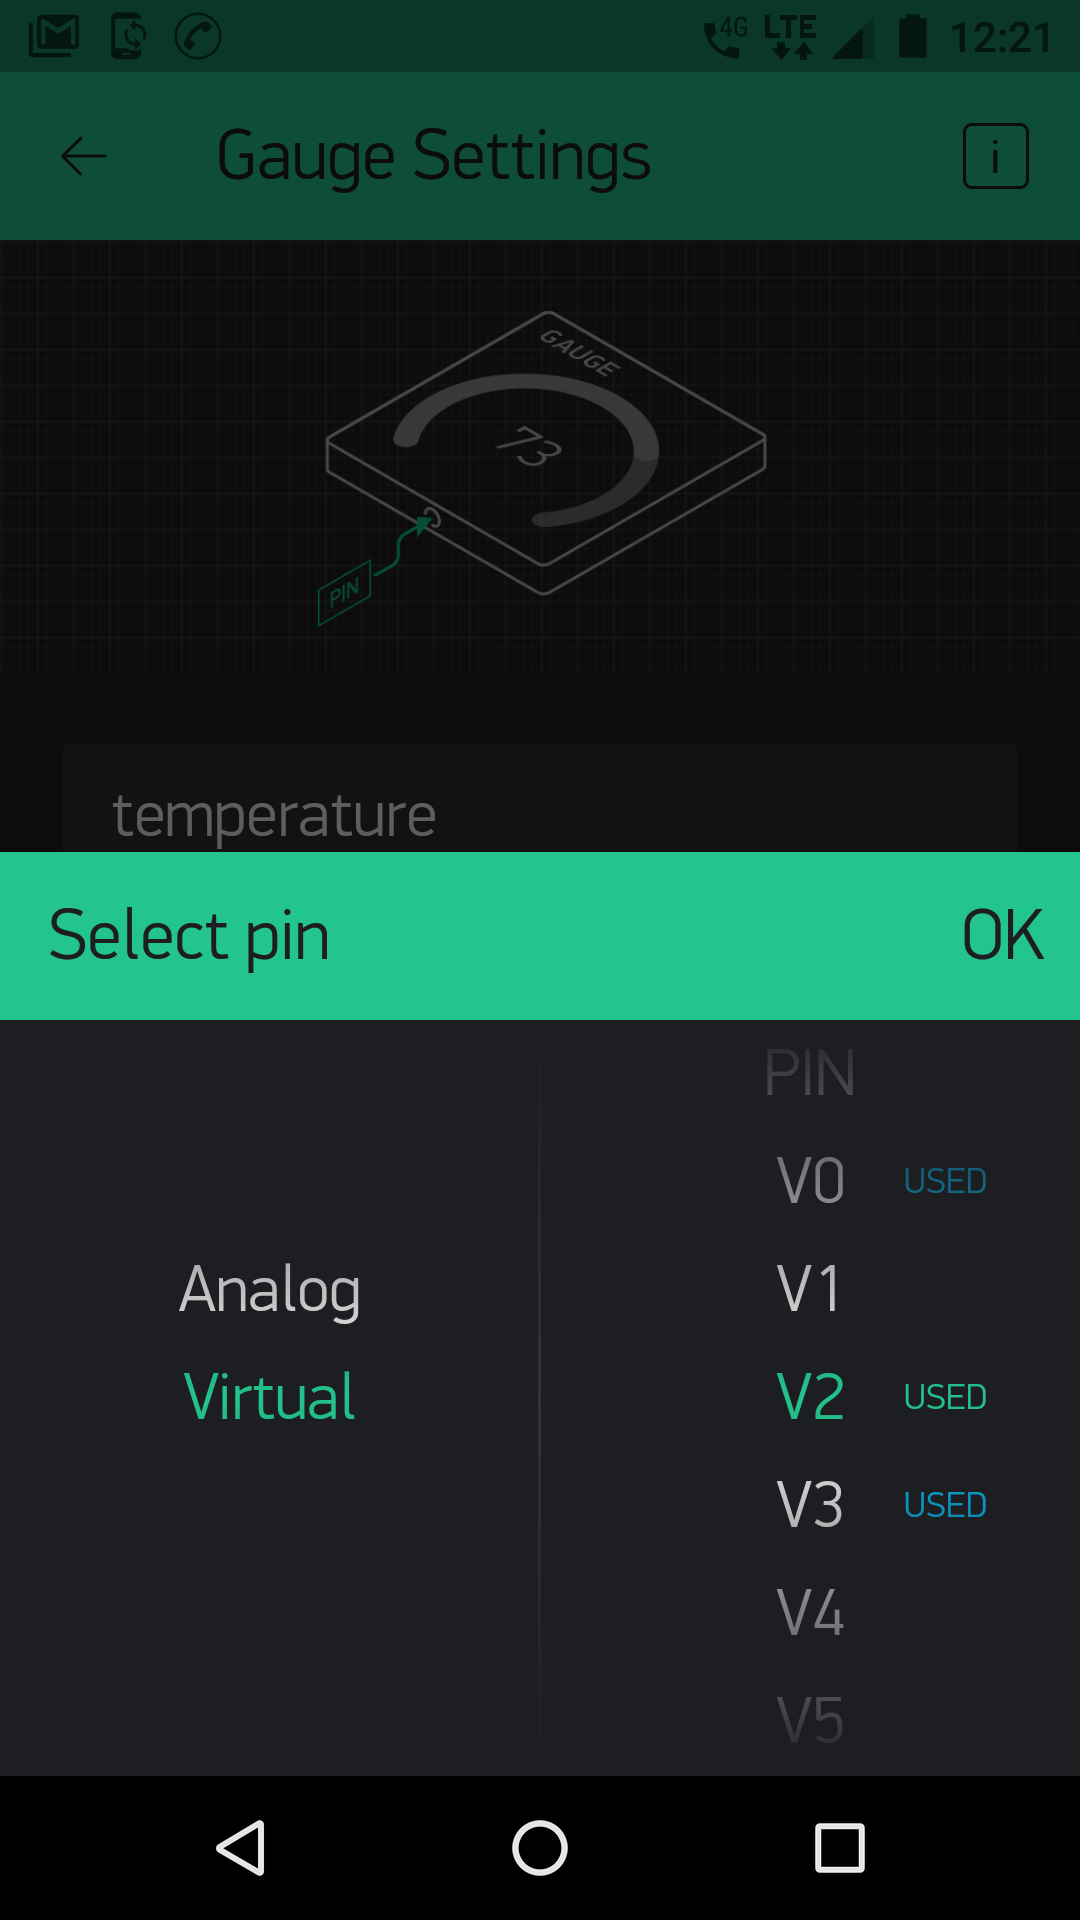 4G LTE 12:21
Gauge Settings i
GAUGE
73
PIN
temperature
Select pin OK
PIN
V0 USED
Analog V1
Virtual V2 USED
V3 USED
V4
V5